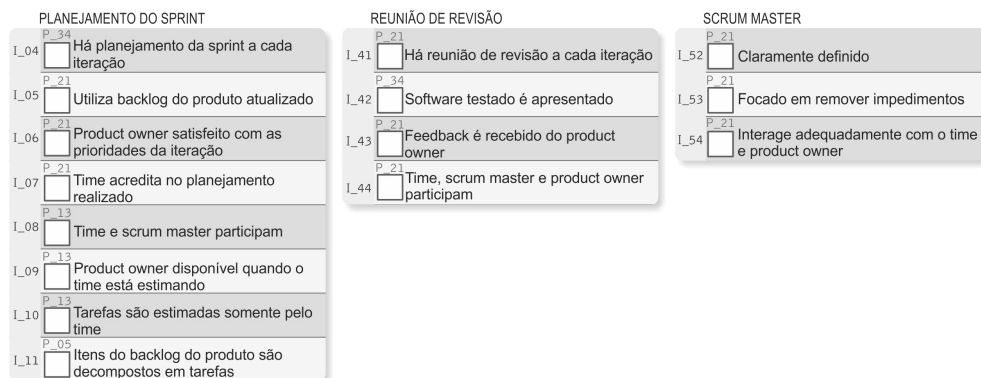 PLANEJAMENTO DO SPRINT
P_34
I_04 Há planejamento da sprint a cada
iteração
P_21
I_05 Utiliza backlog do produto atualizado
P_21
I_06 Product owner satisfeito com as
prioridades da iteração
P_21
I_07 Time acredita no planejamento
realizado
P_13
I_08 Time e scrum master participam
P_13
I_09 Product owner disponível quando o
time está estimando
P_13
I_10 Tarefas são estimadas somente pelo
time
P_05
I_11 Itens do backlog do produto são
decompostos em tarefas
REUNIÃO DE REVISÃO
P_21
I_41 Há reunião de revisão a cada iteração
P_34
I_42 Software testado é apresentado
P_21
I_43 Feedback é recebido do product
owner
P_21
I_44 Time, scrum master e product owner
participam
SCRUM MASTER
P_21
I_52 Claramente definido
P_21
I_53 Focado em remover impedimentos
P_21
I_54 Interage adequadamente com o time
e product owner